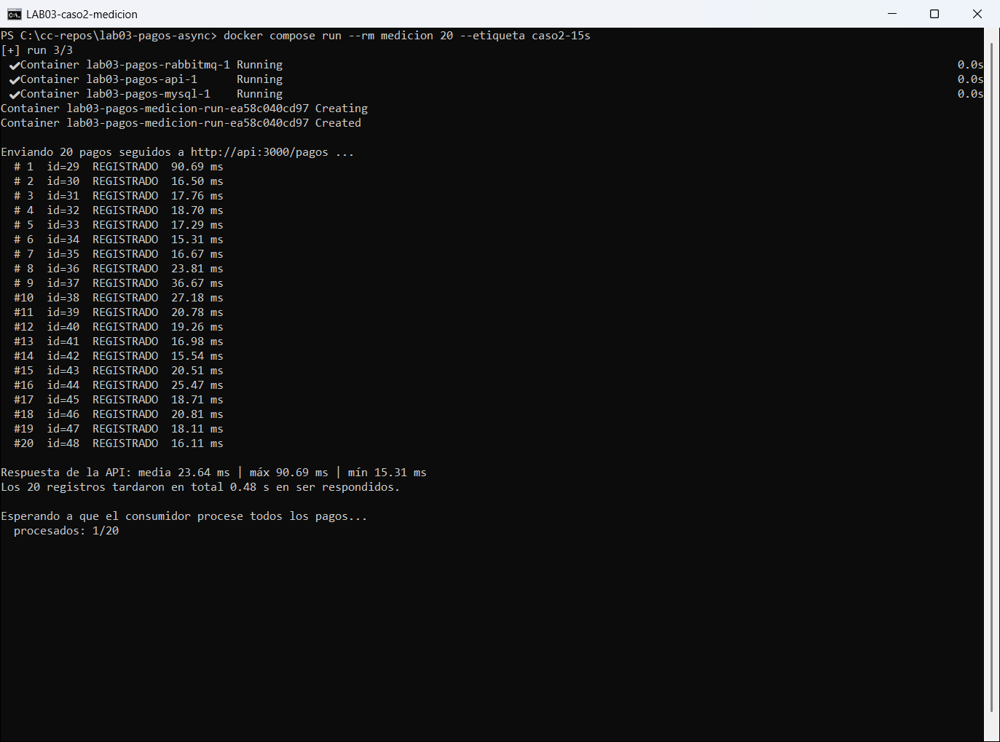 LAB03-caso2-medicion
PS C:\cc-repos\lab03-pagos-async> docker compose run --rm medicion 20 --etiqueta caso2-15s
[+] run 3/3
✔Container lab03-pagos-rabbitmq-1 Running 0.0s
✔Container lab03-pagos-api-1 Running 0.0s
✔Container lab03-pagos-mysql-1 Running 0.0s
Container lab03-pagos-medicion-run-ea58c040cd97 Creating
Container lab03-pagos-medicion-run-ea58c040cd97 Created
Enviando 20 pagos seguidos a http://api:3000/pagos ...
# 1 id=29 REGISTRADO 90.69 ms
# 2 id=30 REGISTRADO 16.50 ms
# 3 id=31 REGISTRADO 17.76 ms
# 4 id=32 REGISTRADO 18.70 ms
# 5 id=33 REGISTRADO 17.29 ms
# 6 id=34 REGISTRADO 15.31 ms
# 7 id=35 REGISTRADO 16.67 ms
# 8 id=36 REGISTRADO 23.81 ms
# 9 id=37 REGISTRADO 36.67 ms
#10 id=38 REGISTRADO 27.18 ms
#11 id=39 REGISTRADO 20.78 ms
#12 id=40 REGISTRADO 19.26 ms
#13 id=41 REGISTRADO 16.98 ms
#14 id=42 REGISTRADO 15.54 ms
#15 id=43 REGISTRADO 20.51 ms
#16 id=44 REGISTRADO 25.47 ms
#17 id=45 REGISTRADO 18.71 ms
#18 id=46 REGISTRADO 20.81 ms
#19 id=47 REGISTRADO 18.11 ms
#20 id=48 REGISTRADO 16.11 ms
Respuesta de la API: media 23.64 ms | máx 90.69 ms | mín 15.31 ms
Los 20 registros tardaron en total 0.48 s en ser respondidos.
Esperando a que el consumidor procese todos los pagos...
procesados: 1/20